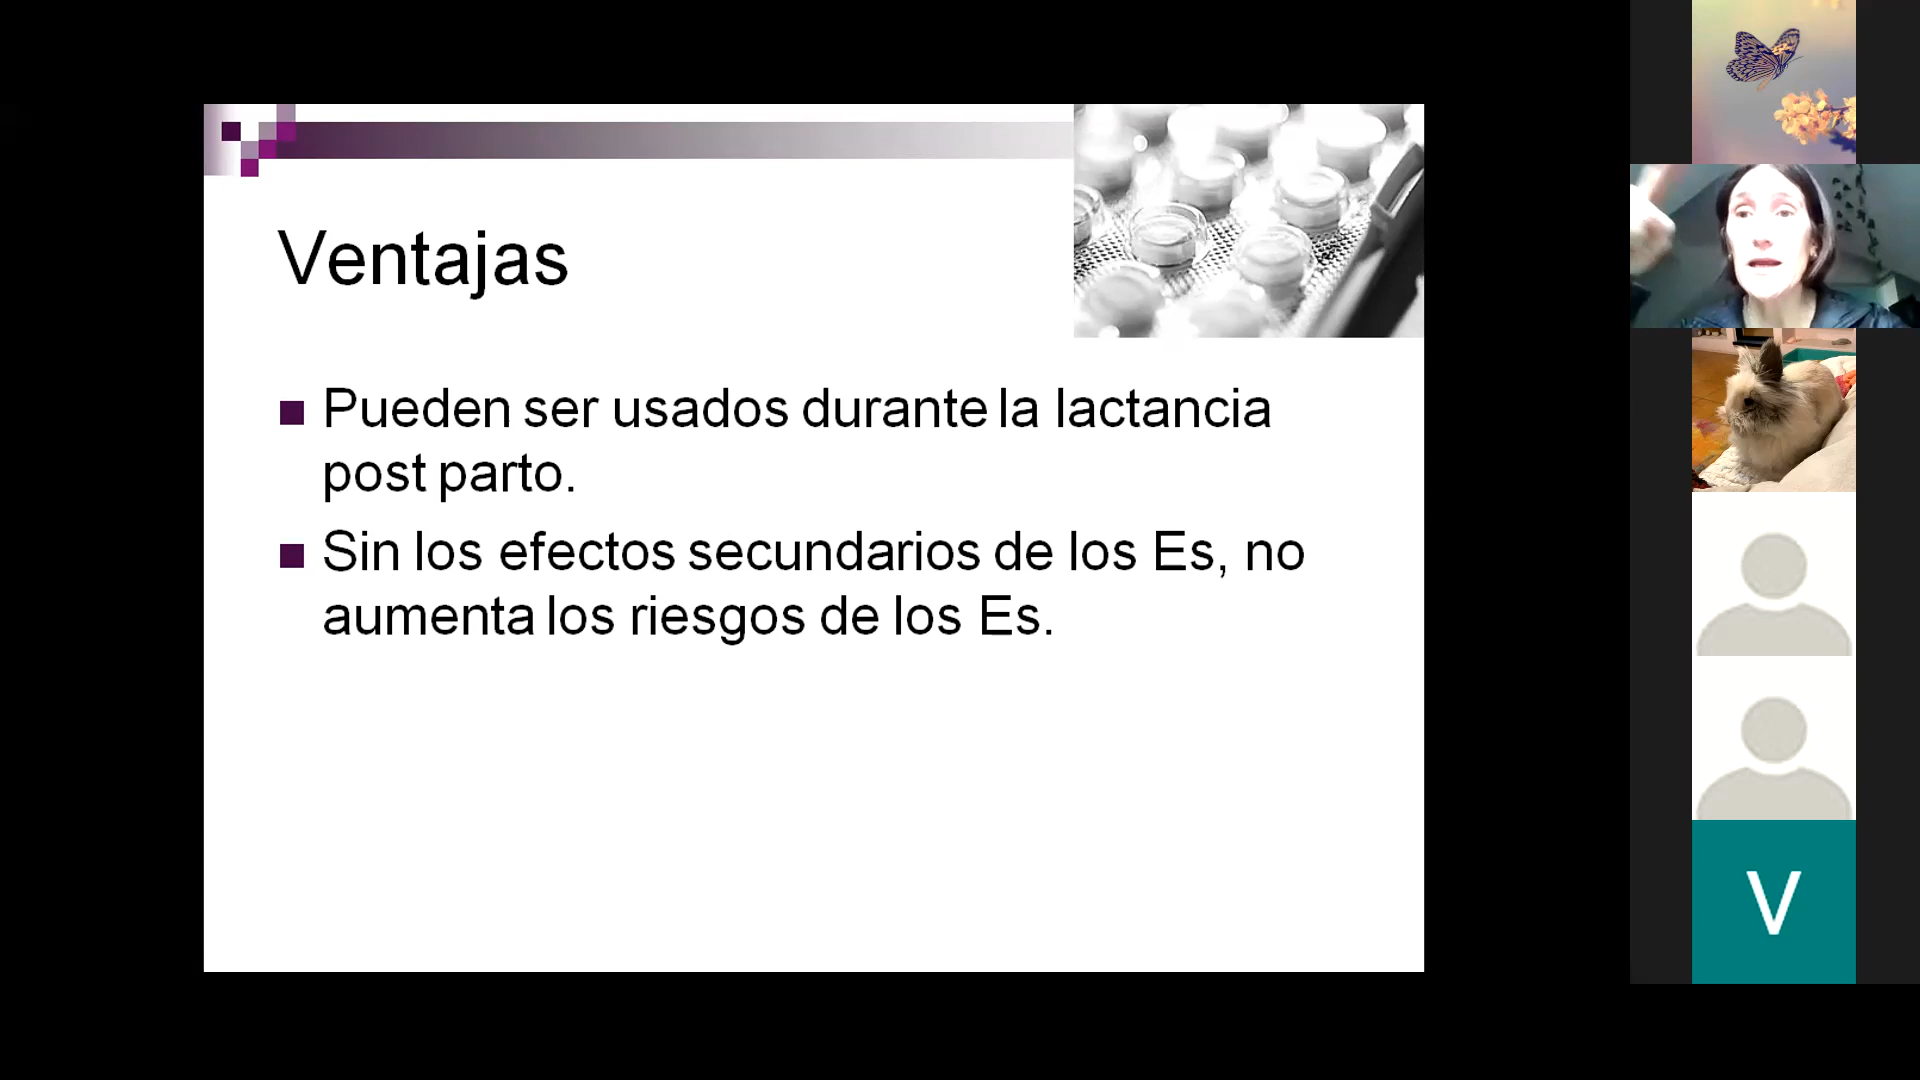 Ventajas
Pueden ser usados durante la lactancia
post parto.
Sin los efectos secundarios de los Es, no
aumenta los riesgos de los Es.
V